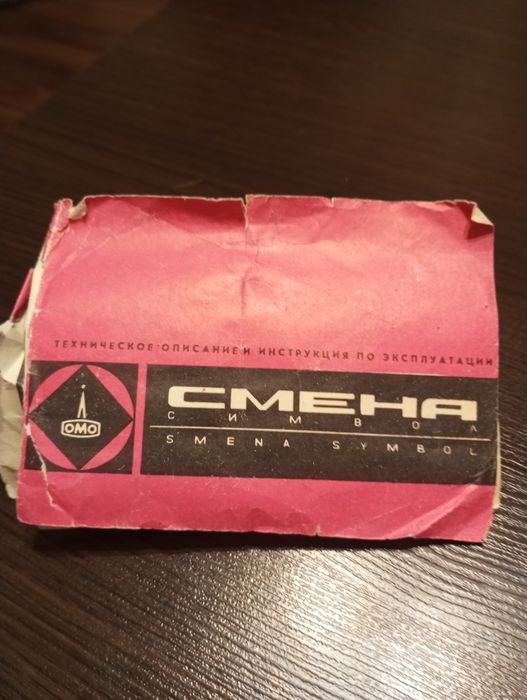 ТЕХНИЧЕСКОЕ ОПИСАНИЕ И ИНСТРУКЦИЯ ПО ЭКСПЛУАТАЦИИ
ЛОМО
СМЕНА
СИМВОЛ
SMENA SYMBOL